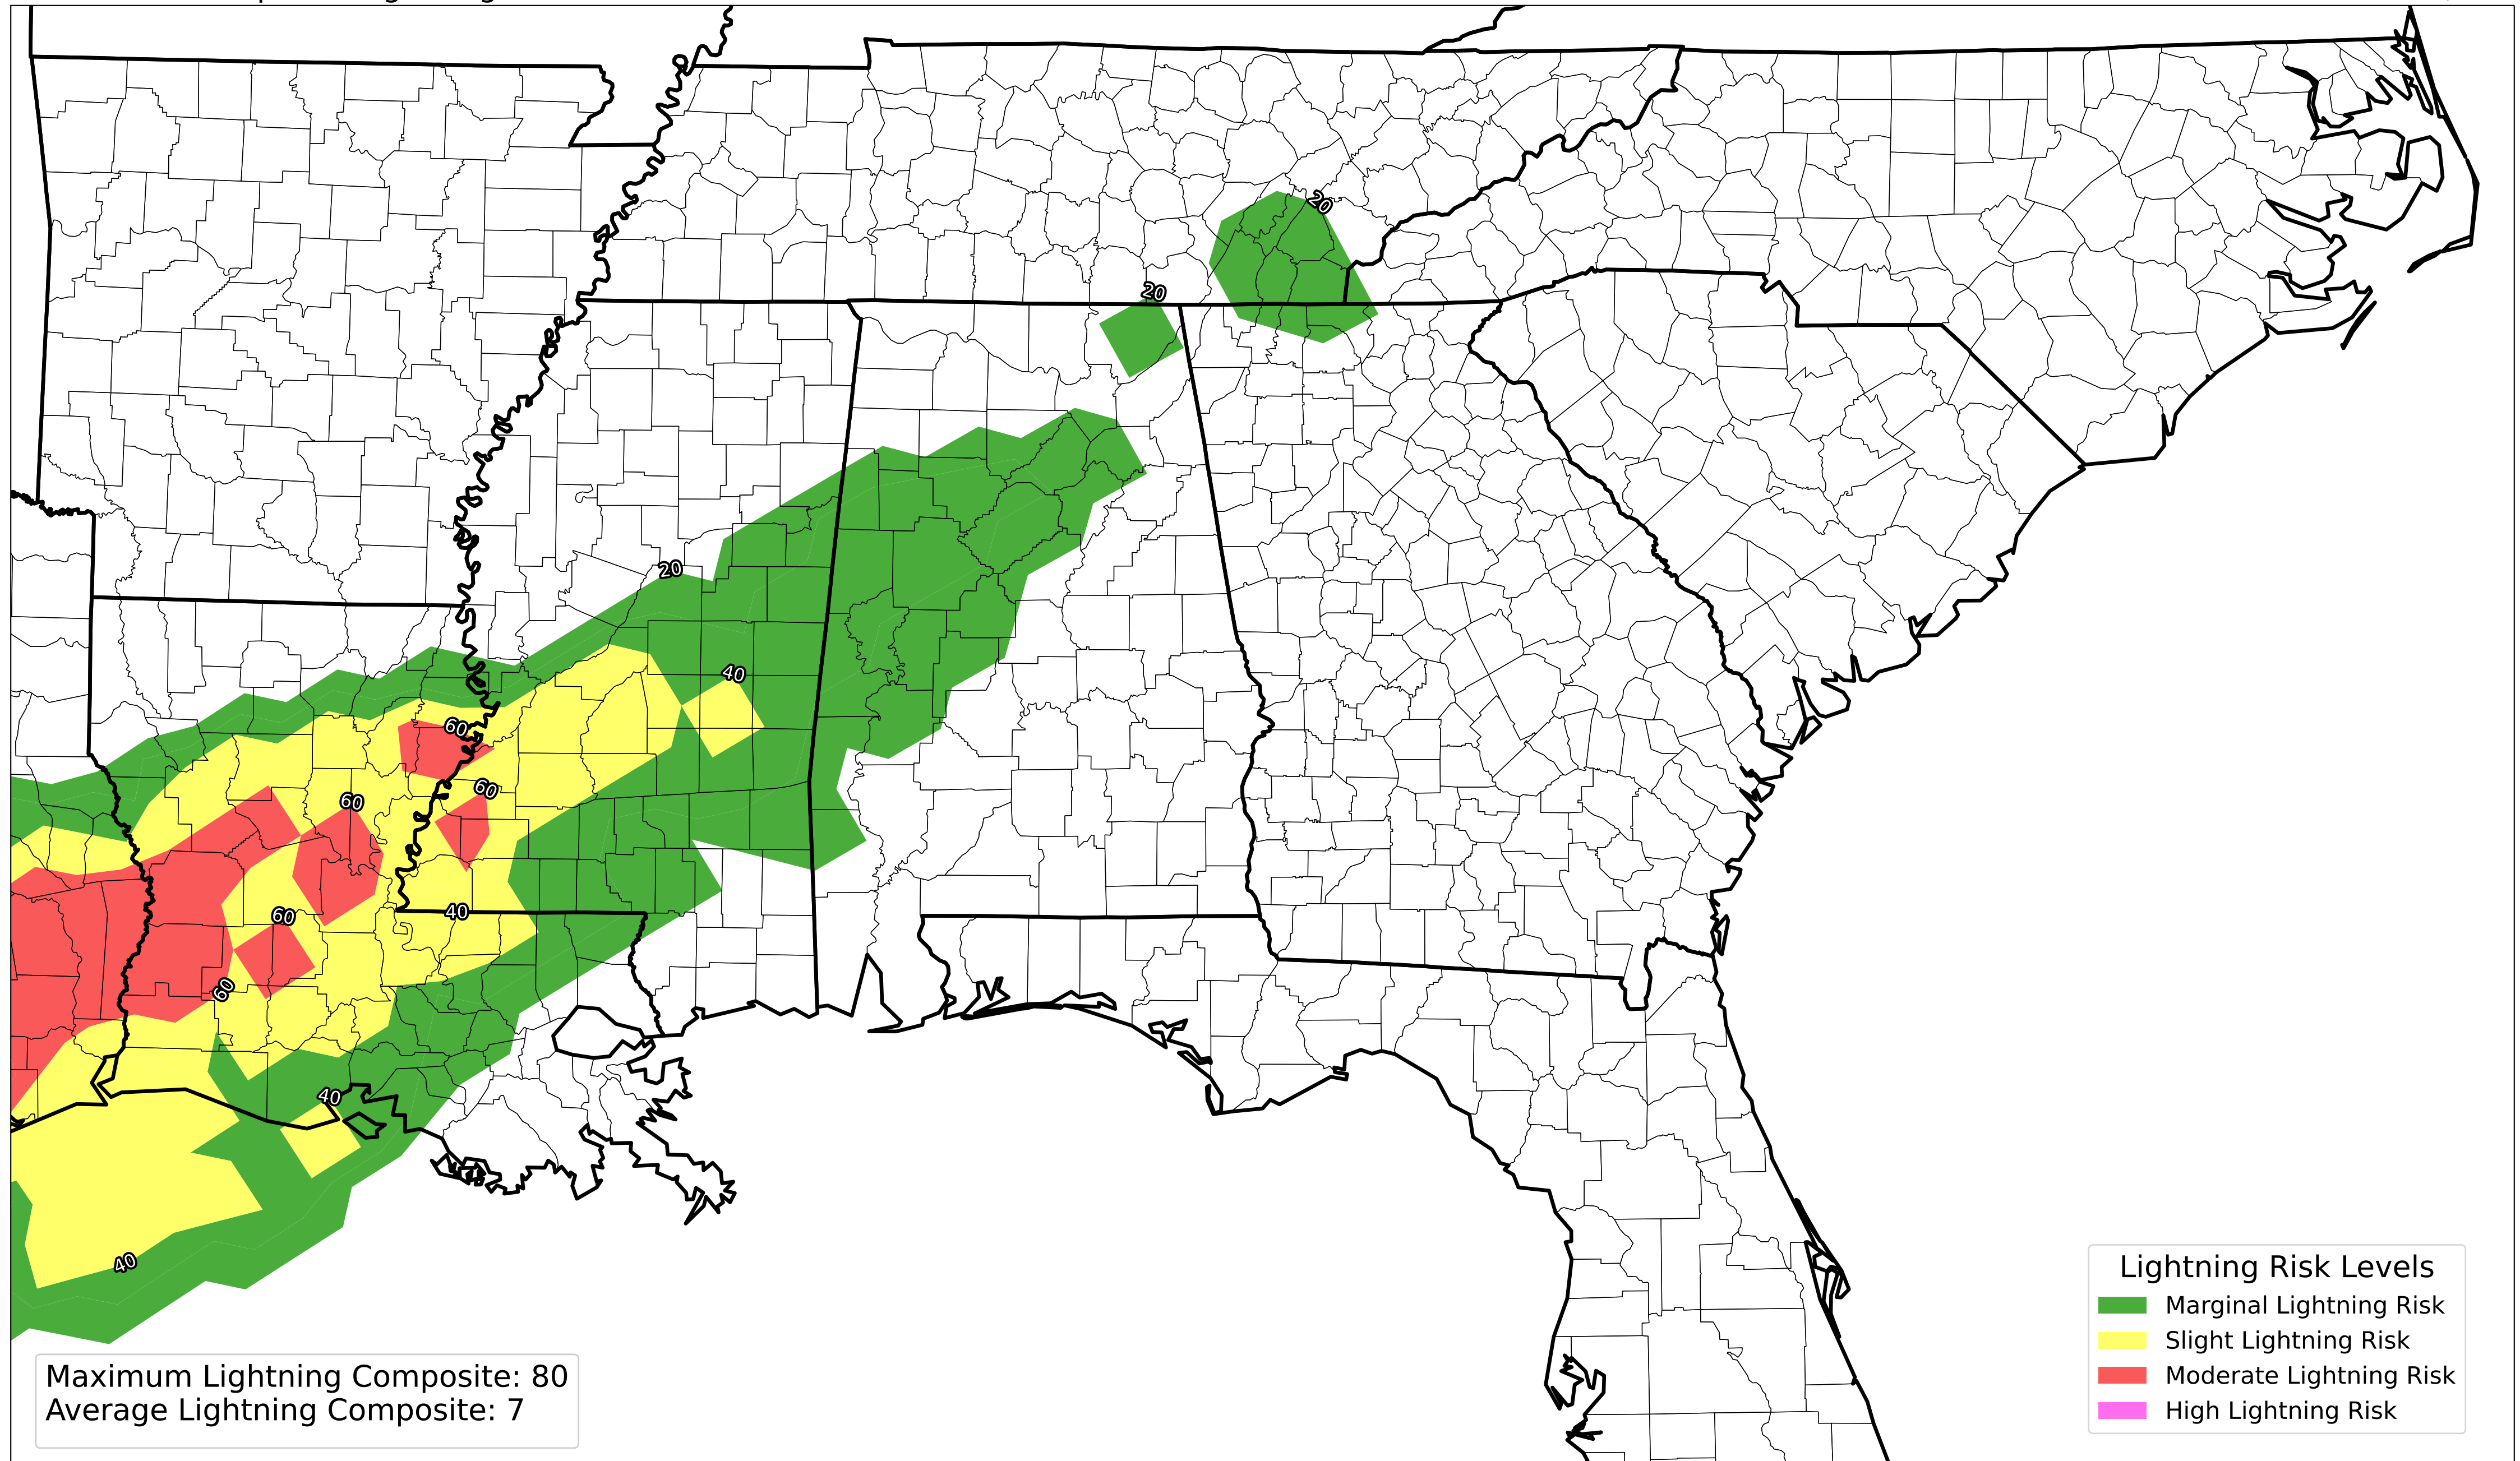 20
20
20
40
60
60
60
60
40
60
40
40
Lightning Risk Levels
Marginal Lightning Risk
Slight Lightning Risk
Moderate Lightning Risk
High Lightning Risk
Maximum Lightning Composite: 80
Average Lightning Composite: 7